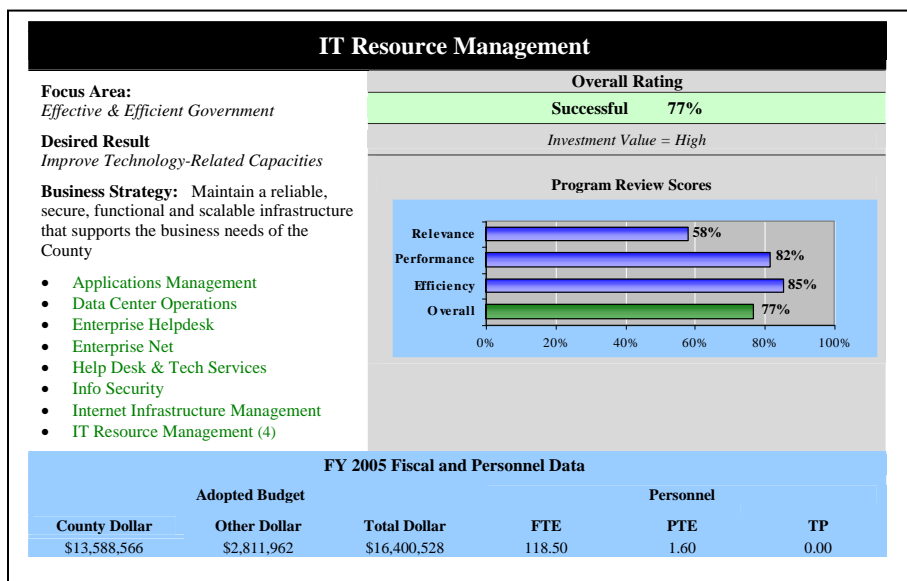 IT Resource Management
Focus Area:
Effective & Efficient Government
Desired Result
Improve Technology-Related Capacities
Business Strategy: Maintain a reliable,
secure, functional and scalable infrastructure
that supports the business needs of the
County
• Applications Management
• Data Center Operations
• Enterprise Helpdesk
• Enterprise Net
• Help Desk & Tech Services
• Info Security
• Internet Infrastructure Management
• IT Resource Management (4)
Overall Rating
Successful 77%
Investment Value = High
Program Review Scores
Relevance 58%
Performance 82%
Efficiency 85%
Overall 77%
0% 20% 40% 60% 80% 100%
FY 2005 Fiscal and Personnel Data
Adopted Budget Personnel
County Dollar Other Dollar Total Dollar FTE PTE TP
$13,588,566 $2,811,962 $16,400,528 118.50 1.60 0.00